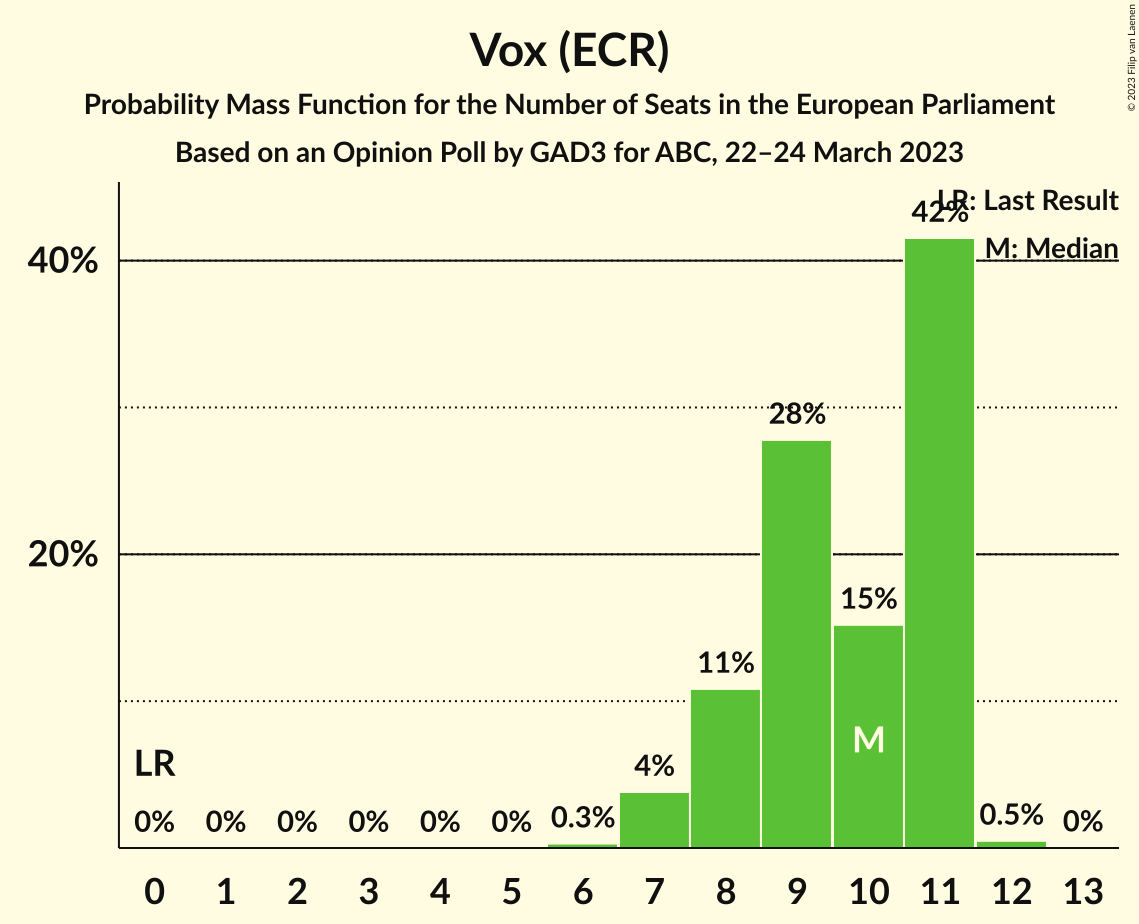 Vox (ECR)
Probability Mass Function for the Number of Seats in the European Parliament
Based on an Opinion Poll by GAD3 for ABC, 22–24 March 2023
© 2023 Filip van Laenen
LR: Last Result
M: Median
42%
40%
28%
20%
15%
11%
M
LR
4%
0% 0% 0% 0% 0% 0% 0.3% 0.5% 0%
0 1 2 3 4 5 6 7 8 9 10 11 12 13